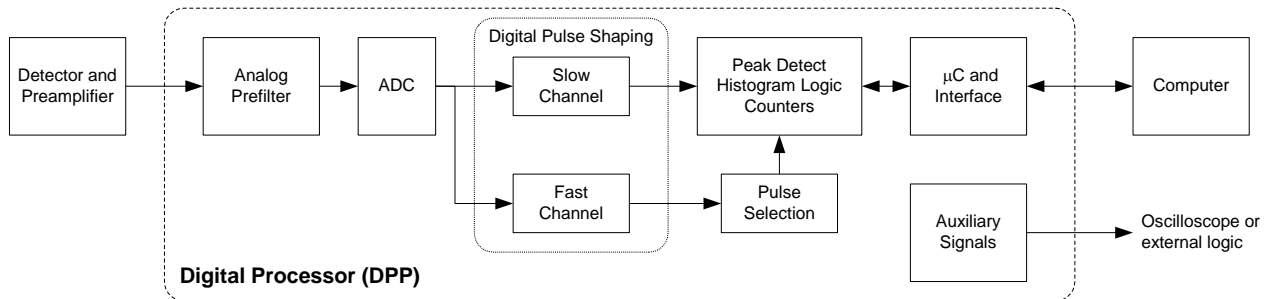 Digital Pulse Shaping
Detector and
Preamplifier
Analog
Prefilter
ADC
Slow
Channel
Peak Detect
Histogram Logic
Counters
μC and
Interface
Computer
Fast
Channel
Pulse
Selection
Auxiliary
Signals
Oscilloscope or
external logic
Digital Processor (DPP)